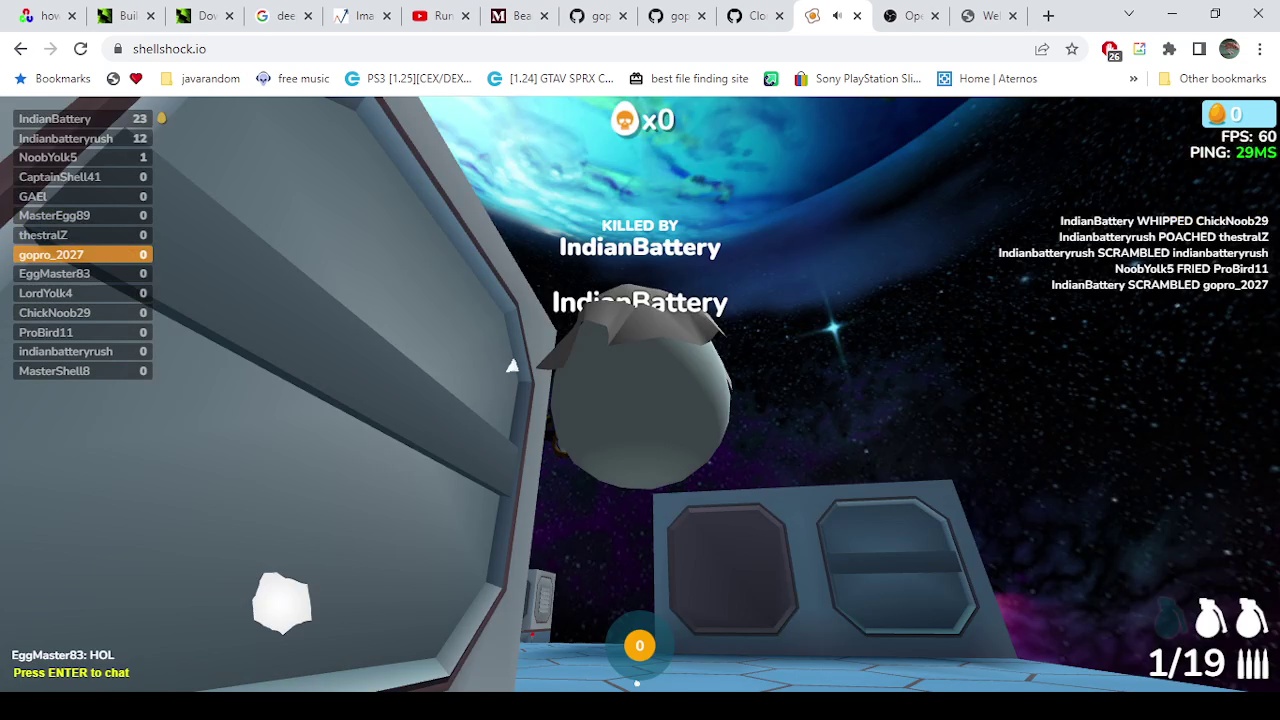 how
Buil
Dov
dee
Ima
Run
Bea
gop
gop
Clo
Ope
Wel
shellshock.io
26
Bookmarks
javarandom
free music
PS3 [1.25][CEX/DEX...
[1.24] GTAV SPRX C...
best file finding site
Sony PlayStation Sli...
Home | Aternos
»
Other bookmarks
IndianBattery 23
Indianbatteryrush 12
NoobYolk5 1
CaptainShell41 0
GAEL 0
MasterEgg89 0
thestralZ 0
gopro_2027 0
EggMaster83 0
LordYolk4 0
ChickNoob29 0
ProBird11 0
indianbatteryrush 0
MasterShell8 0
x0
KILLED BY
IndianBattery
IndianBattery
0
FPS: 60
PING: 29MS
IndianBattery WHIPPED ChickNoob29
Indianbatteryrush POACHED thestralZ
Indianbatteryrush SCRAMBLED indianbatteryrush
NoobYolk5 FRIED ProBird11
IndianBattery SCRAMBLED gopro_2027
EggMaster83: HOL
Press ENTER to chat
0
1/19